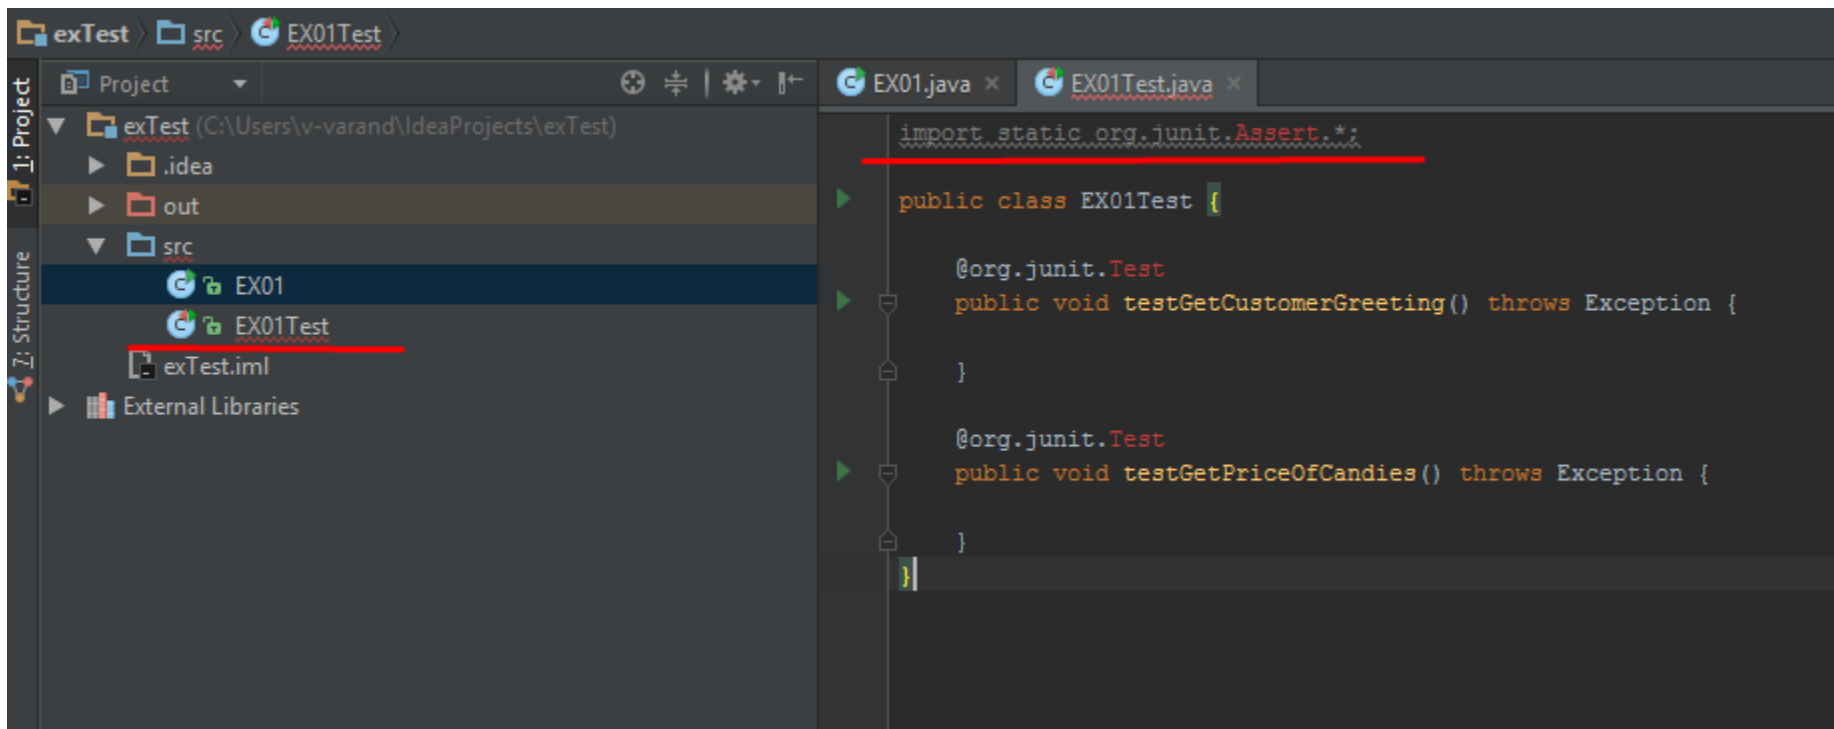 exTest src EX01Test
1: Project
7: Structure
Project
exTest (C:\Users\v-varand\IdeaProjects\exTest)
.idea
out
src
EX01
EX01Test
exTest.iml
External Libraries
EX01.java EX01Test.java
import static org.junit.Assert.*;
public class EX01Test {
@org.junit.Test
public void testGetCustomerGreeting() throws Exception {
}
@org.junit.Test
public void testGetPriceOfCandies() throws Exception {
}
}